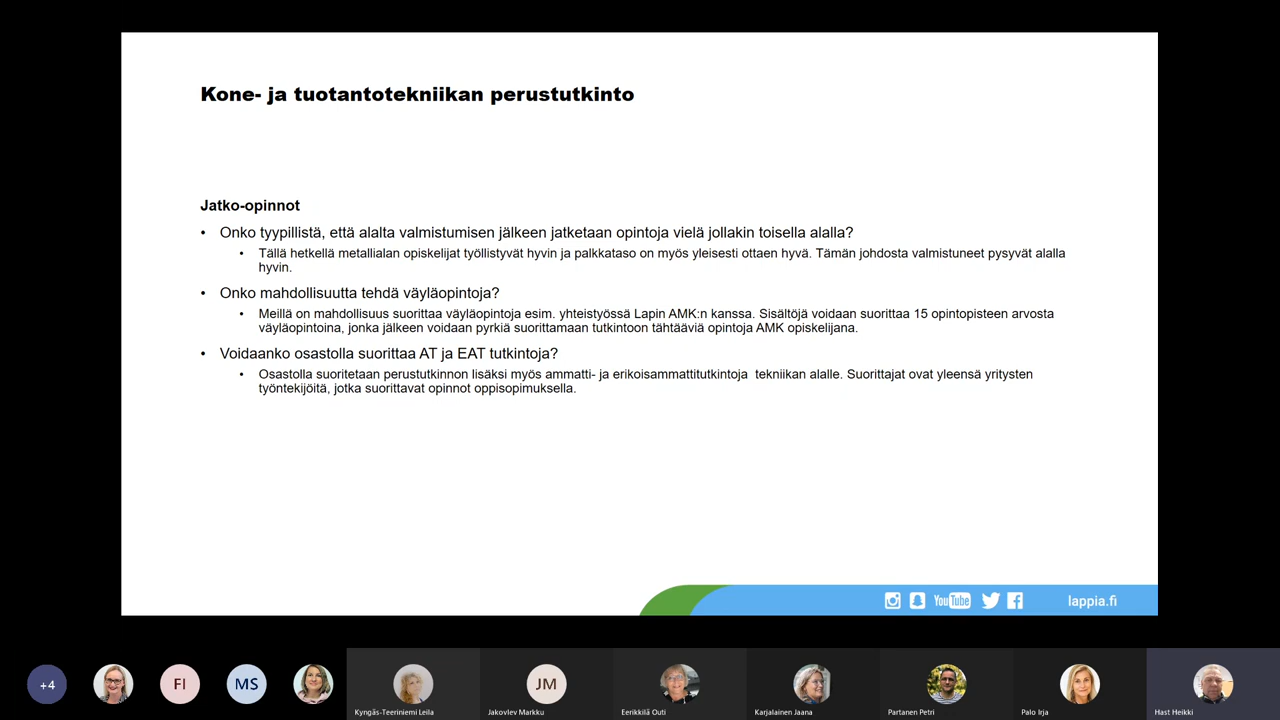 Kone- ja tuotantotekniikan perustutkinto
Jatko-opinnot
• Onko tyypillistä, että alalta valmistumisen jälkeen jatketaan opintoja vielä jollakin toisella alalla?
• Tällä hetkellä metallialan opiskelijat työllistyvät hyvin ja palkkataso on myös yleisesti ottaen hyvä. Tämän johdosta valmistuneet pysyvät alalla
hyvin.
• Onko mahdollisuutta tehdä väyläopintoja?
• Meillä on mahdollisuus suorittaa väyläopintoja esim. yhteistyössä Lapin AMK:n kanssa. Sisältöjä voidaan suorittaa 15 opintopisteen arvosta
väyläopintoina, jonka jälkeen voidaan pyrkiä suorittamaan tutkintoon tähtääviä opintoja AMK opiskelijana.
• Voidaanko osastolla suorittaa AT ja EAT tutkintoja?
• Osastolla suoritetaan perustutkinnon lisäksi myös ammatti- ja erikoisammattitutkintoja tekniikan alalle. Suorittajat ovat yleensä yritysten
työntekijöitä, jotka suorittavat opinnot oppisopimuksella.
YouTube
lappia.fi
+4
FI
MS
JM
Kyngäs-Teeriniemi Leila
Jakovlev Markku
Eerikkilä Outi
Karjalainen Jaana
Partanen Petri
Palo Irja
Hast Heikki